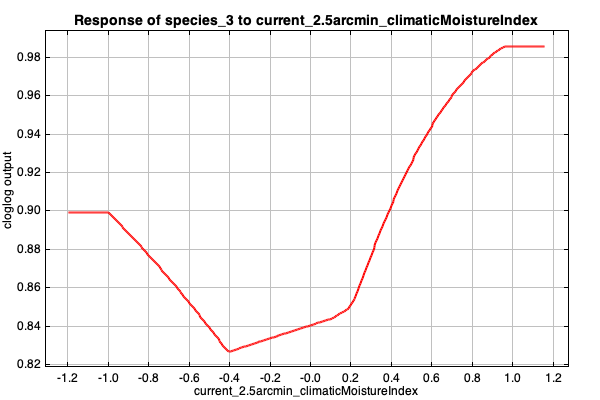 Response of species_3 to current_2.5arcmin_climaticMoistureIndex
cloglog output
0.98
0.96
0.94
0.92
0.90
0.88
0.86
0.84
0.82
-1.2 -1.0 -0.8 -0.6 -0.4 -0.2 -0.0 0.2 0.4 0.6 0.8 1.0 1.2
current_2.5arcmin_climaticMoistureIndex